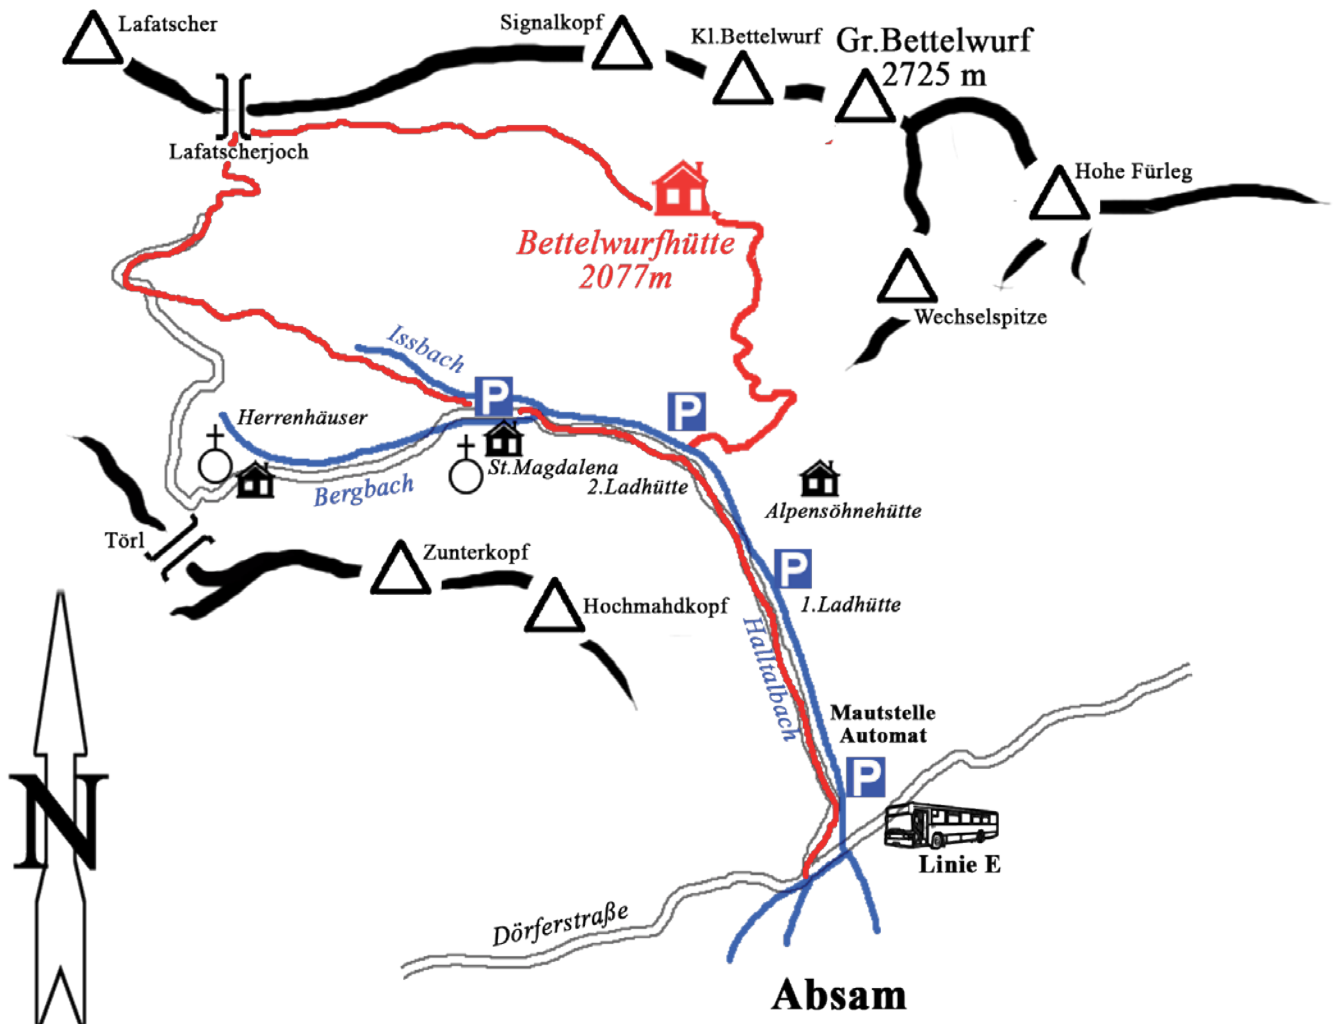 Lafatscher
Signalkopf
Kl.Bettelwurf
Gr.Bettelwurf
2725 m
Lafatscherjoch
Hohe Fürleg
Bettelwurfhütte
2077m
Wechselspitze
Issbach
P
P
Herrenhäuser
St.Magdalena
2.Ladhütte
Bergbach
Alpensöhnehütte
Törl
Zunterkopf
P
Hochmahdkopf
1.Ladhütte
Halltalbach
Mautstelle
Automat
P
N
Linie E
Dörferstraße
Absam